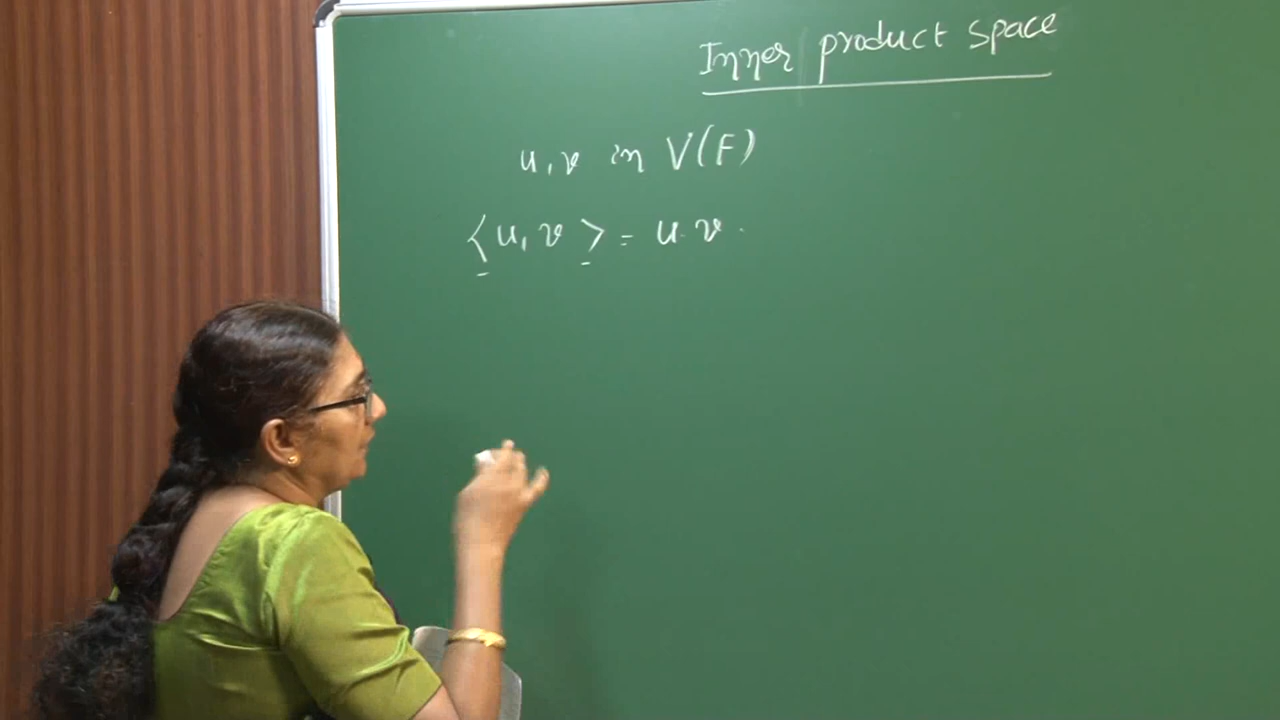 Inner product space
u, v in V(F)
<u, v> = u.v.